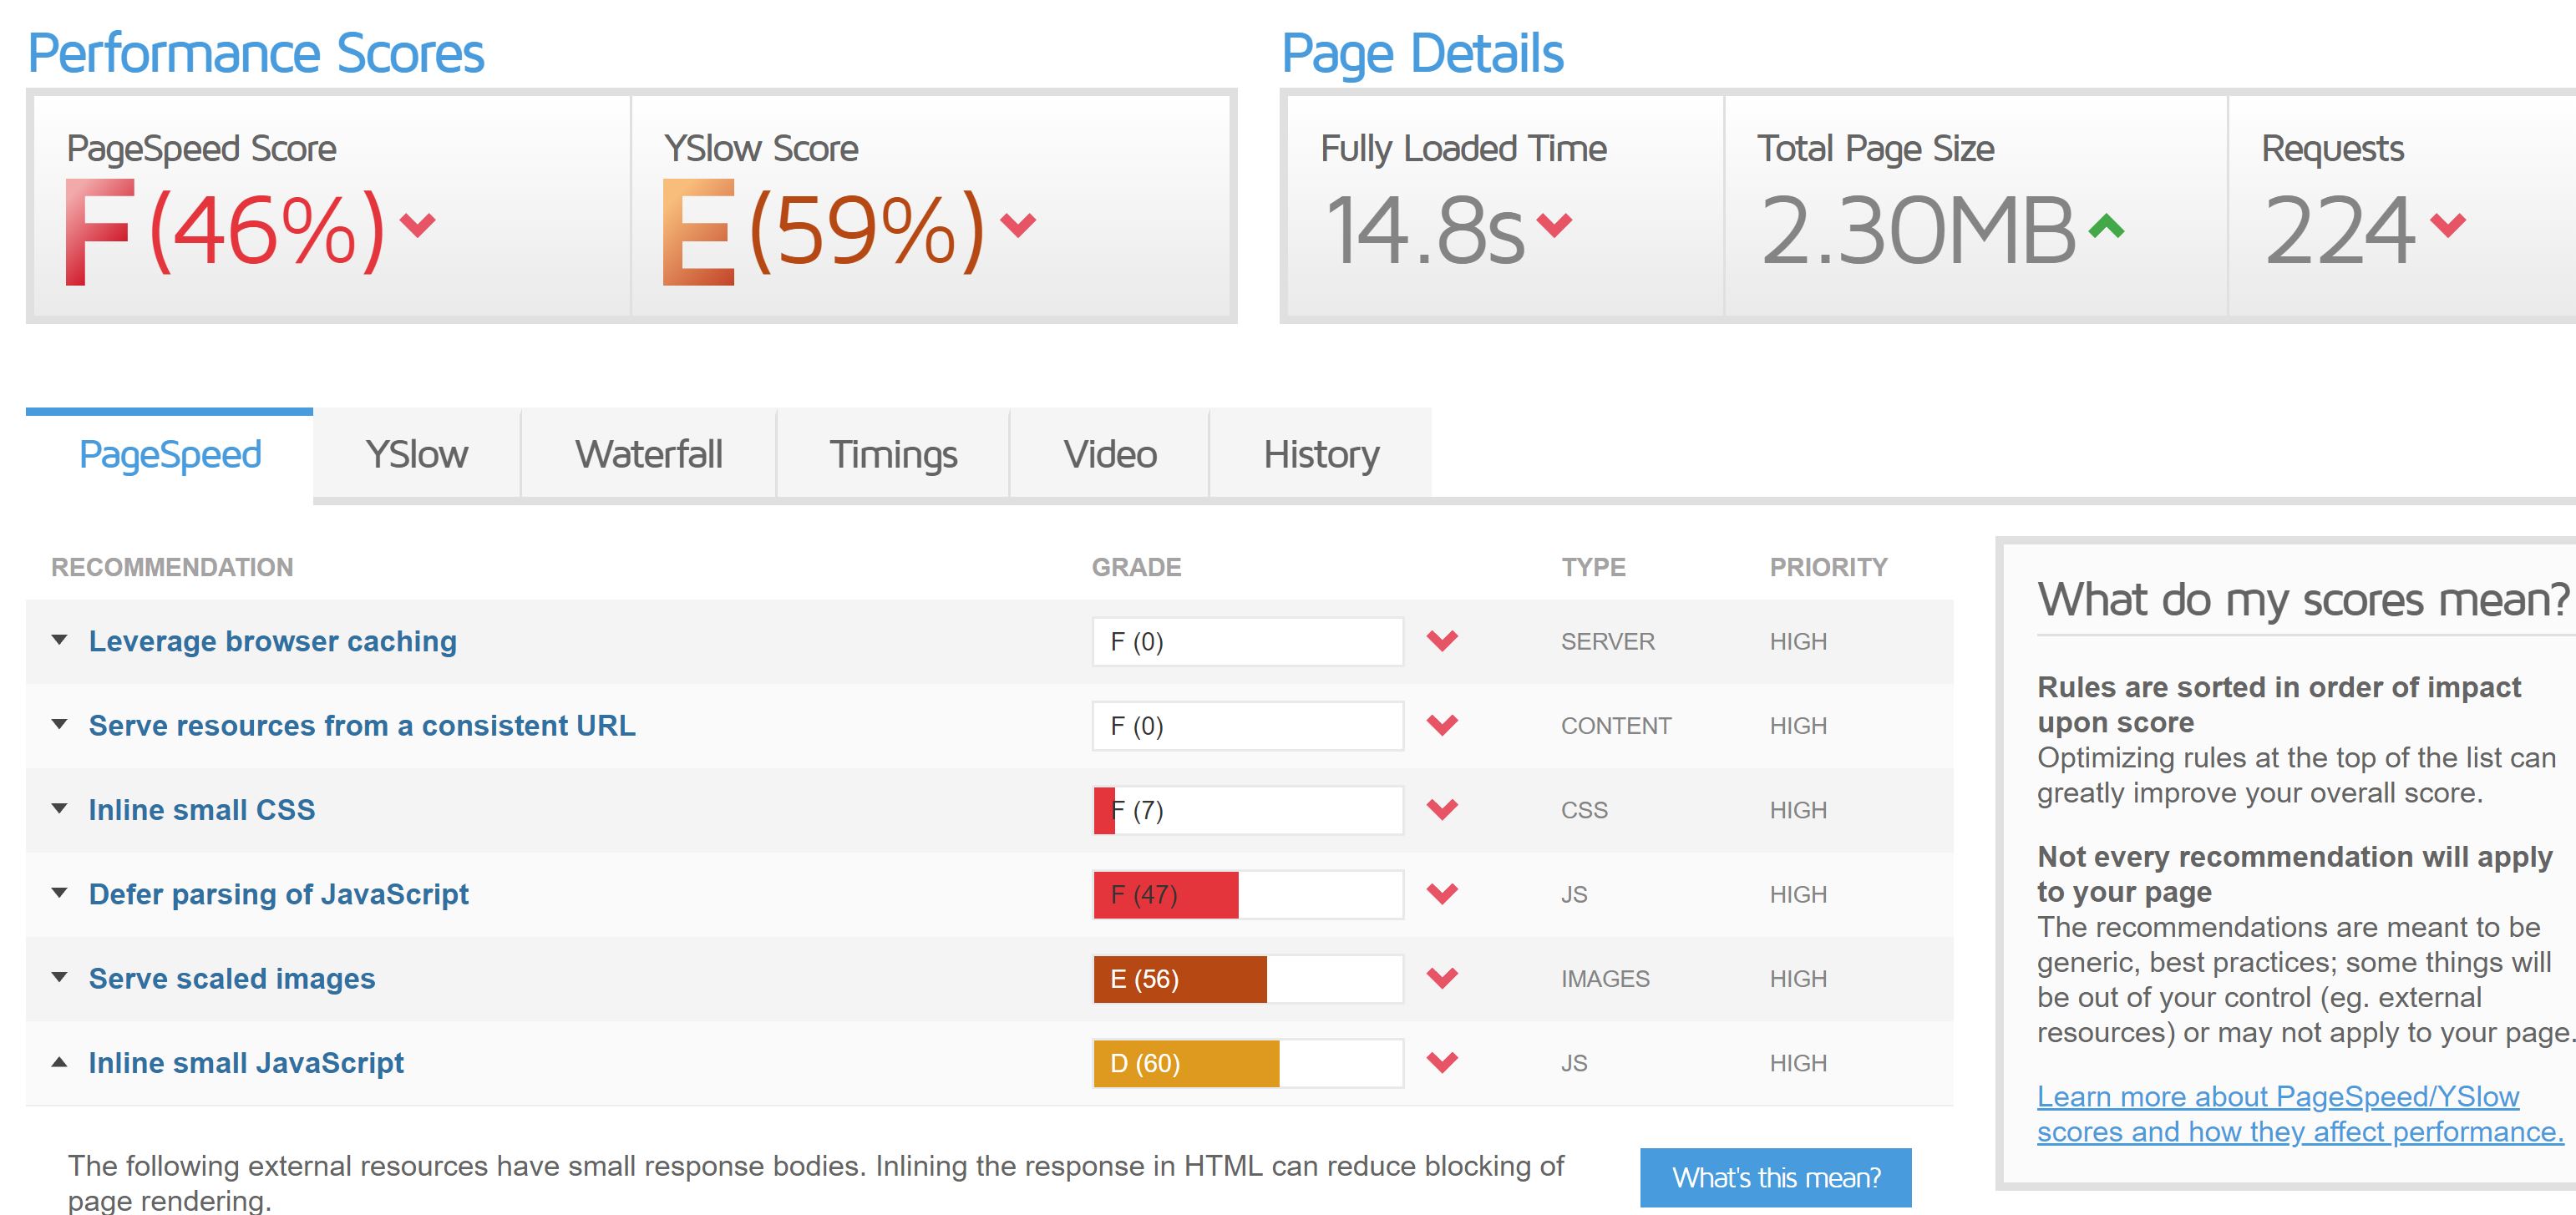 Performance Scores
Page Details
PageSpeed Score
F (46%)
YSlow Score
E (59%)
Fully Loaded Time
14.8s
Total Page Size
2.30MB
Requests
224
PageSpeed
YSlow
Waterfall
Timings
Video
History
RECOMMENDATION GRADE TYPE PRIORITY
Leverage browser caching F (0) SERVER HIGH
Serve resources from a consistent URL F (0) CONTENT HIGH
Inline small CSS F (7) CSS HIGH
Defer parsing of JavaScript F (47) JS HIGH
Serve scaled images E (56) IMAGES HIGH
Inline small JavaScript D (60) JS HIGH
The following external resources have small response bodies. Inlining the response in HTML can reduce blocking of
page rendering.
What's this mean?
What do my scores mean?
Rules are sorted in order of impact
upon score
Optimizing rules at the top of the list can
greatly improve your overall score.
Not every recommendation will apply
to your page
The recommendations are meant to be
generic, best practices; some things will
be out of your control (eg. external
resources) or may not apply to your page.
Learn more about PageSpeed/YSlow
scores and how they affect performance.